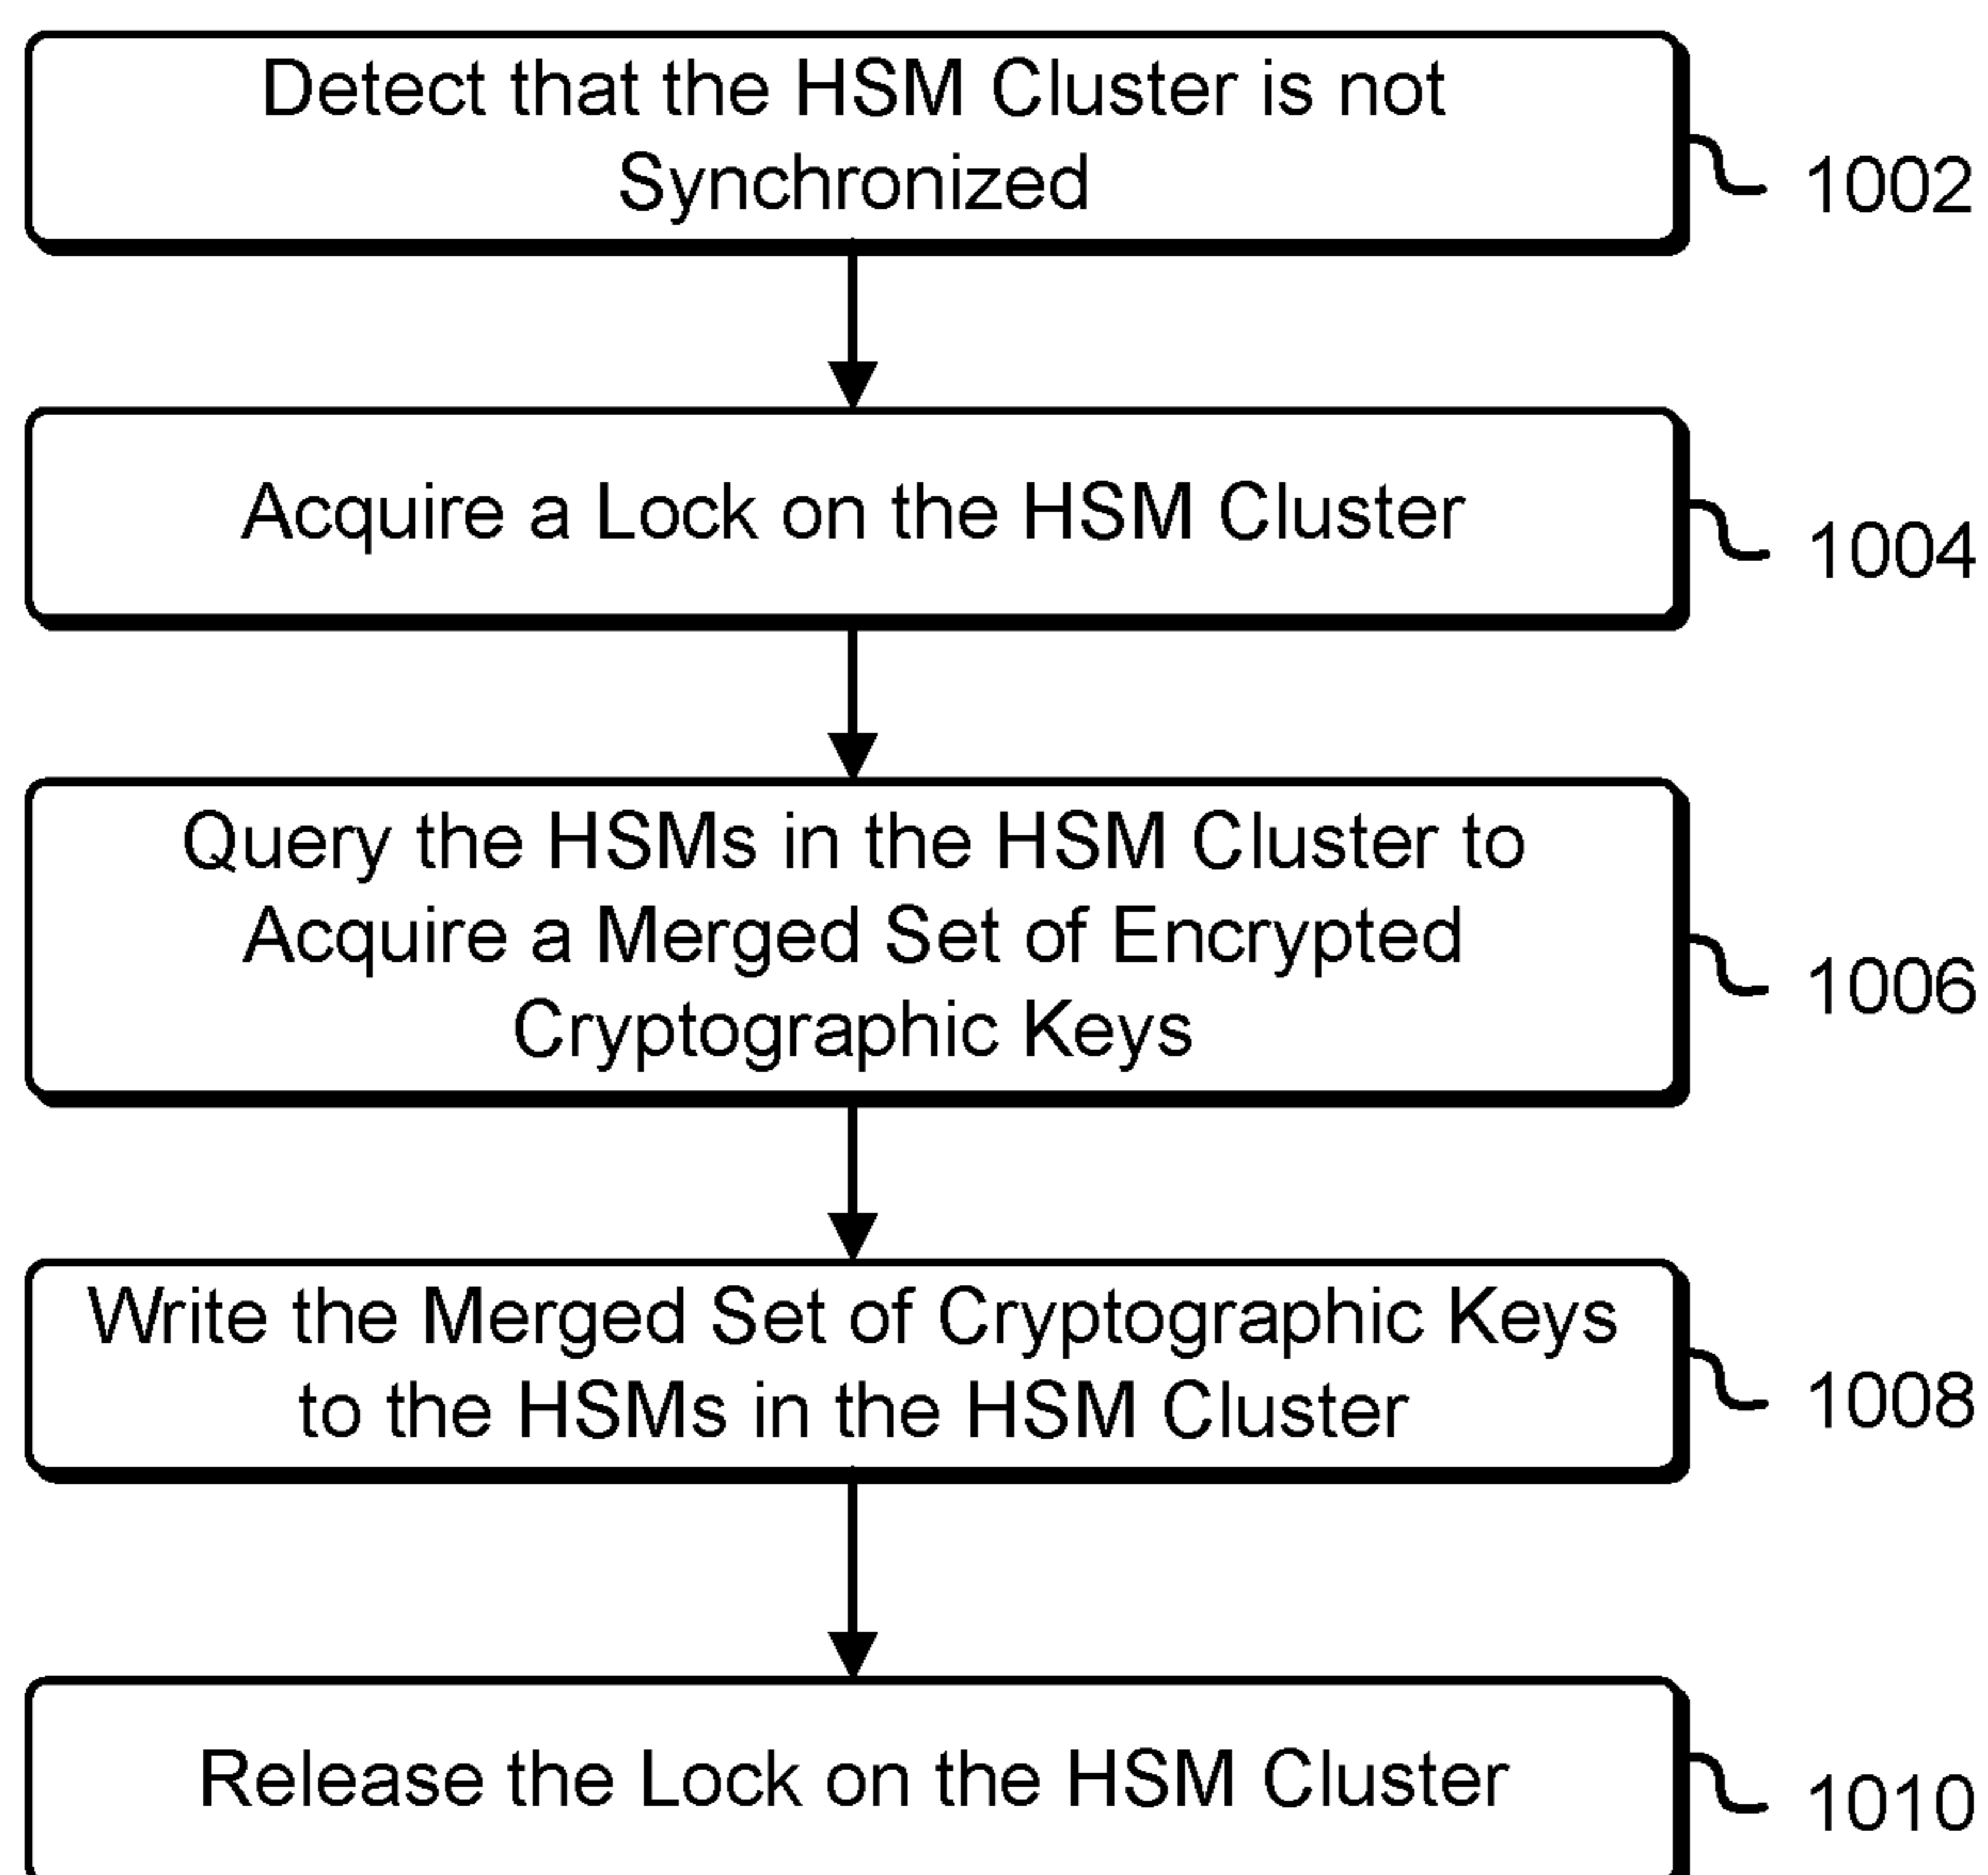 Detect that the HSM Cluster is not
Synchronized
1002
Acquire a Lock on the HSM Cluster
1004
Query the HSMs in the HSM Cluster to
Acquire a Merged Set of Encrypted
Cryptographic Keys
1006
Write the Merged Set of Cryptographic Keys
to the HSMs in the HSM Cluster
1008
Release the Lock on the HSM Cluster
1010